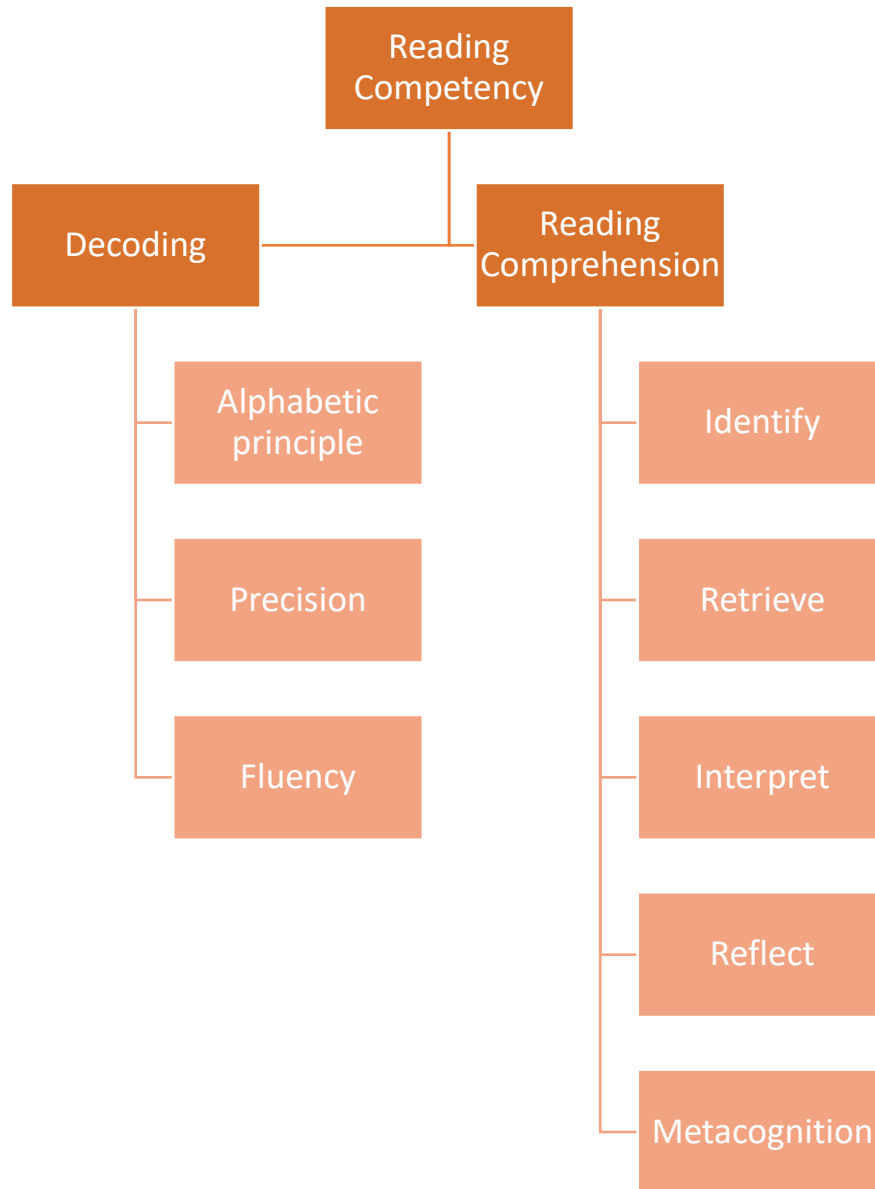 Reading
Competency
Decoding
Reading
Comprehension
Alphabetic
principle
Precision
Fluency
Identify
Retrieve
Interpret
Reflect
Metacognition